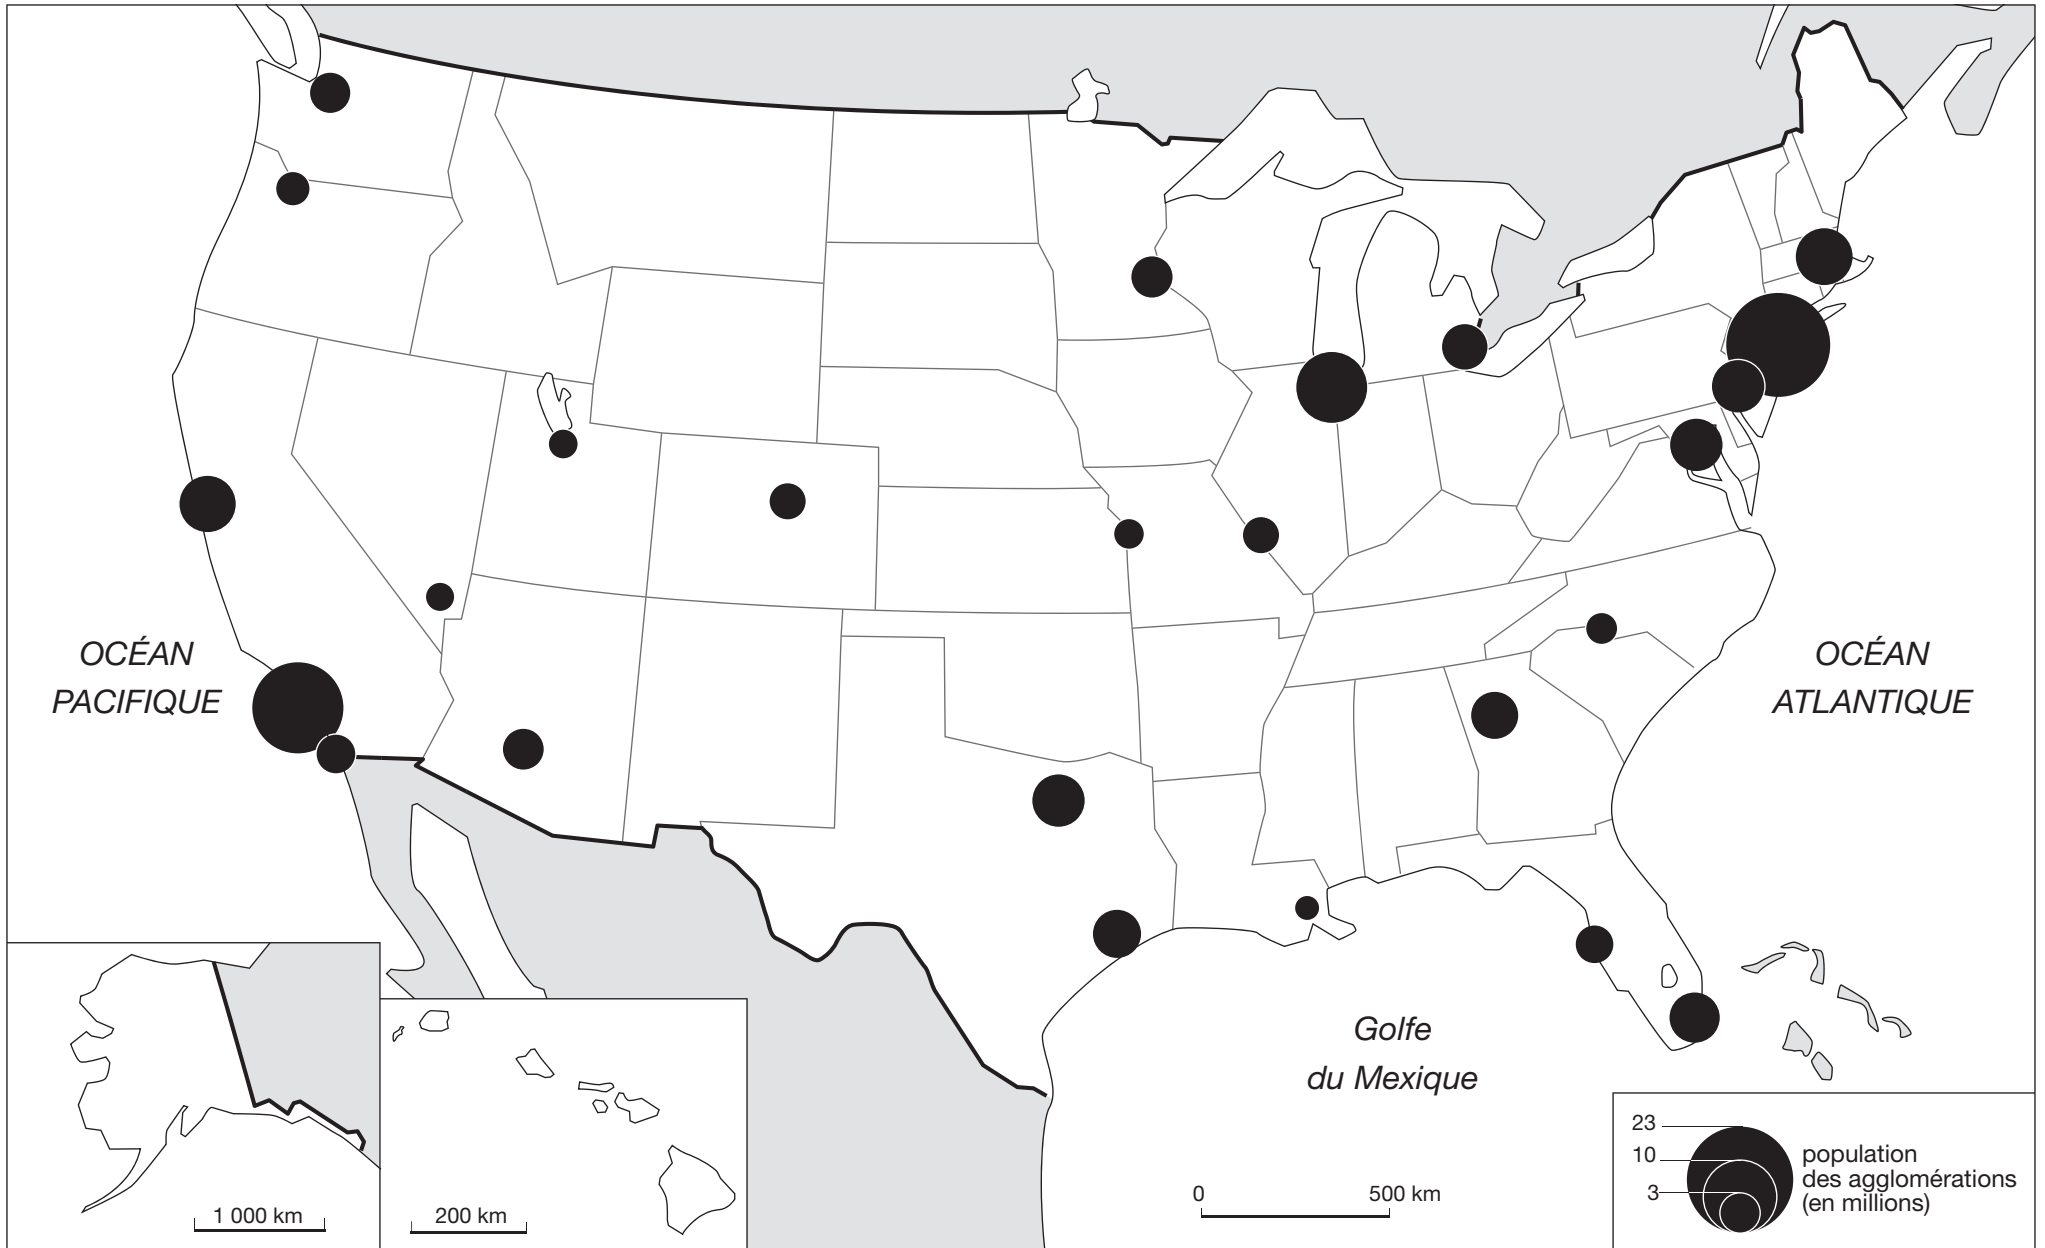 OCÉAN
PACIFIQUE
OCÉAN
ATLANTIQUE
Golfe
du Mexique
1 000 km
200 km
0 500 km
23
10
3
population
des agglomérations
(en millions)